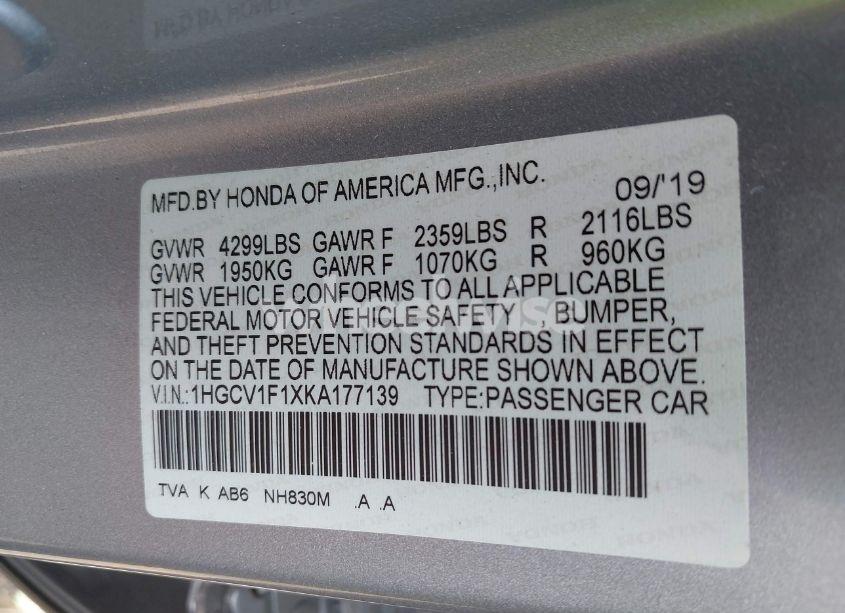 MFD.BY HONDA OF AMERICA MFG.,INC. 09/'19
GVWR 4299LBS GAWR F 2359LBS R 2116LBS
GVWR 1950KG GAWR F 1070KG R 960KG
THIS VEHICLE CONFORMS TO ALL APPLICABLE
FEDERAL MOTOR VEHICLE SAFETY , BUMPER,
AND THEFT PREVENTION STANDARDS IN EFFECT
ON THE DATE OF MANUFACTURE SHOWN ABOVE.
V.I.N.:1HGCV1F1XKA177139 TYPE:PASSENGER CAR
TVA K AB6 NH830M .A .A